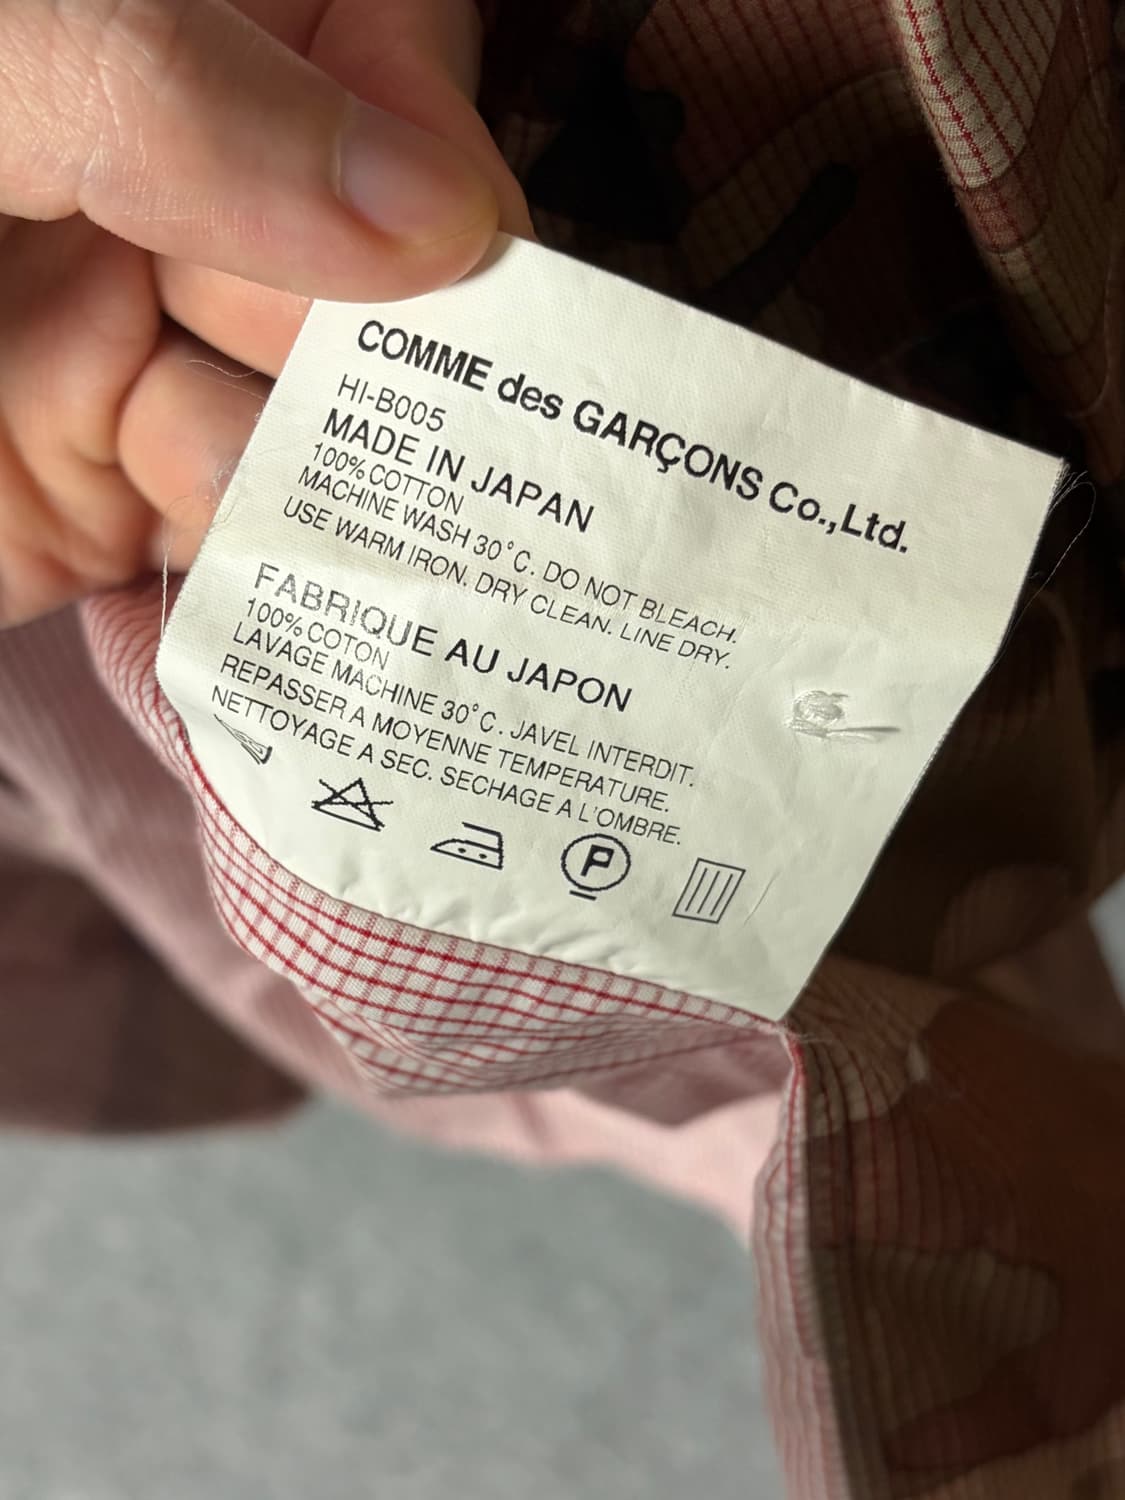 COMME des GARÇONS Co.,Ltd.
HI-B005
MADE IN JAPAN
100% COTTON
MACHINE WASH 30°C. DO NOT BLEACH.
USE WARM IRON. DRY CLEAN. LINE DRY.
FABRIQUE AU JAPON
100% COTON
LAVAGE MACHINE 30°C. JAVEL INTERDIT.
REPASSER A MOYENNE TEMPERATURE.
NETTOYAGE A SEC. SECHAGE A L'OMBRE.
P